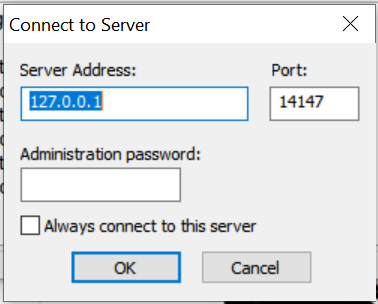 Connect to Server
Server Address:
Port:
127.0.0.1
14147
Administration password:
Always connect to this server
OK
Cancel